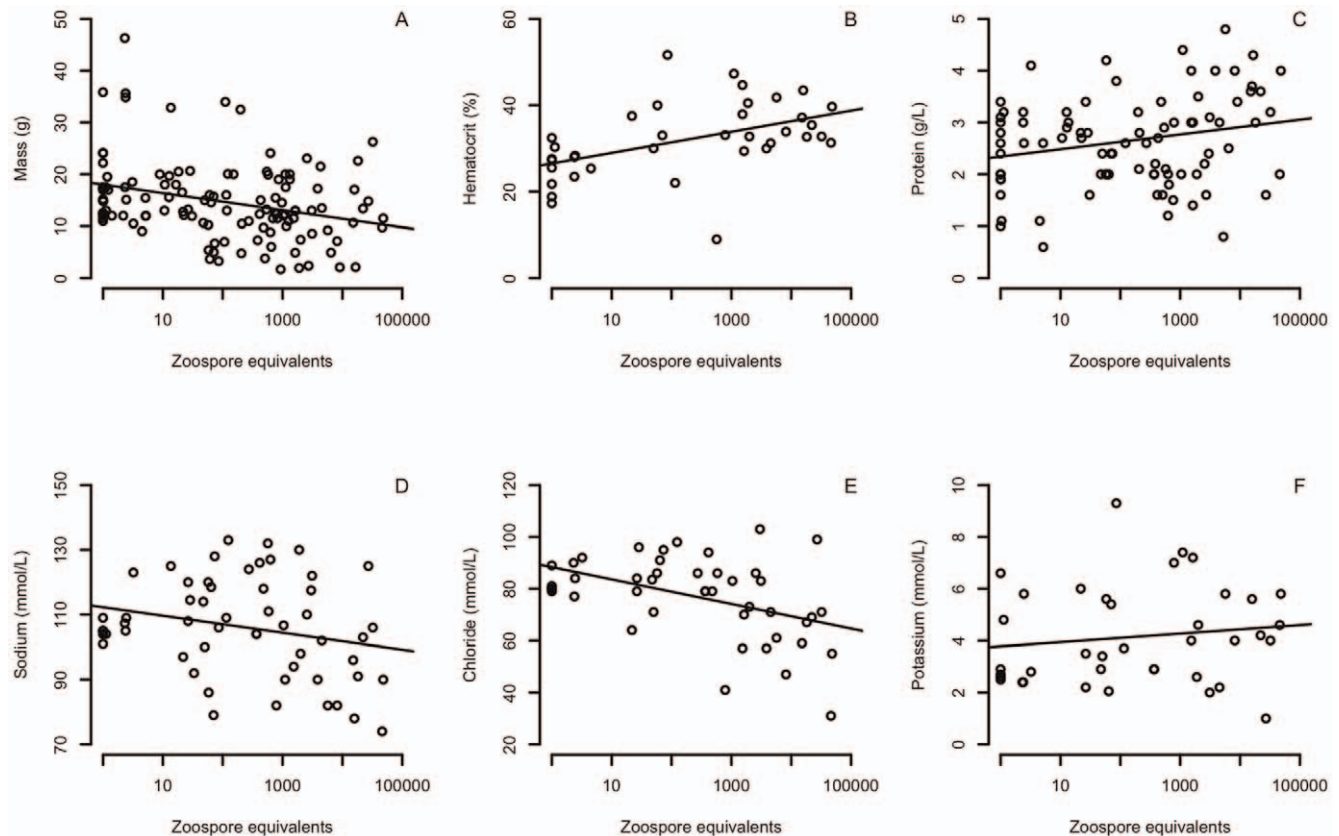 A
Mass (g)
50
40
30
20
10
0
10
1000
100000
Zoospore equivalents
B
Hematocrit (%)
60
40
20
0
10
1000
100000
Zoospore equivalents
C
Protein (g/L)
5
4
3
2
1
0
10
1000
100000
Zoospore equivalents
D
Sodium (mmol/L)
150
130
110
90
70
10
1000
100000
Zoospore equivalents
E
Chloride (mmol/L)
120
100
80
60
40
20
10
1000
100000
Zoospore equivalents
F
Potassium (mmol/L)
10
8
6
4
2
0
10
1000
100000
Zoospore equivalents